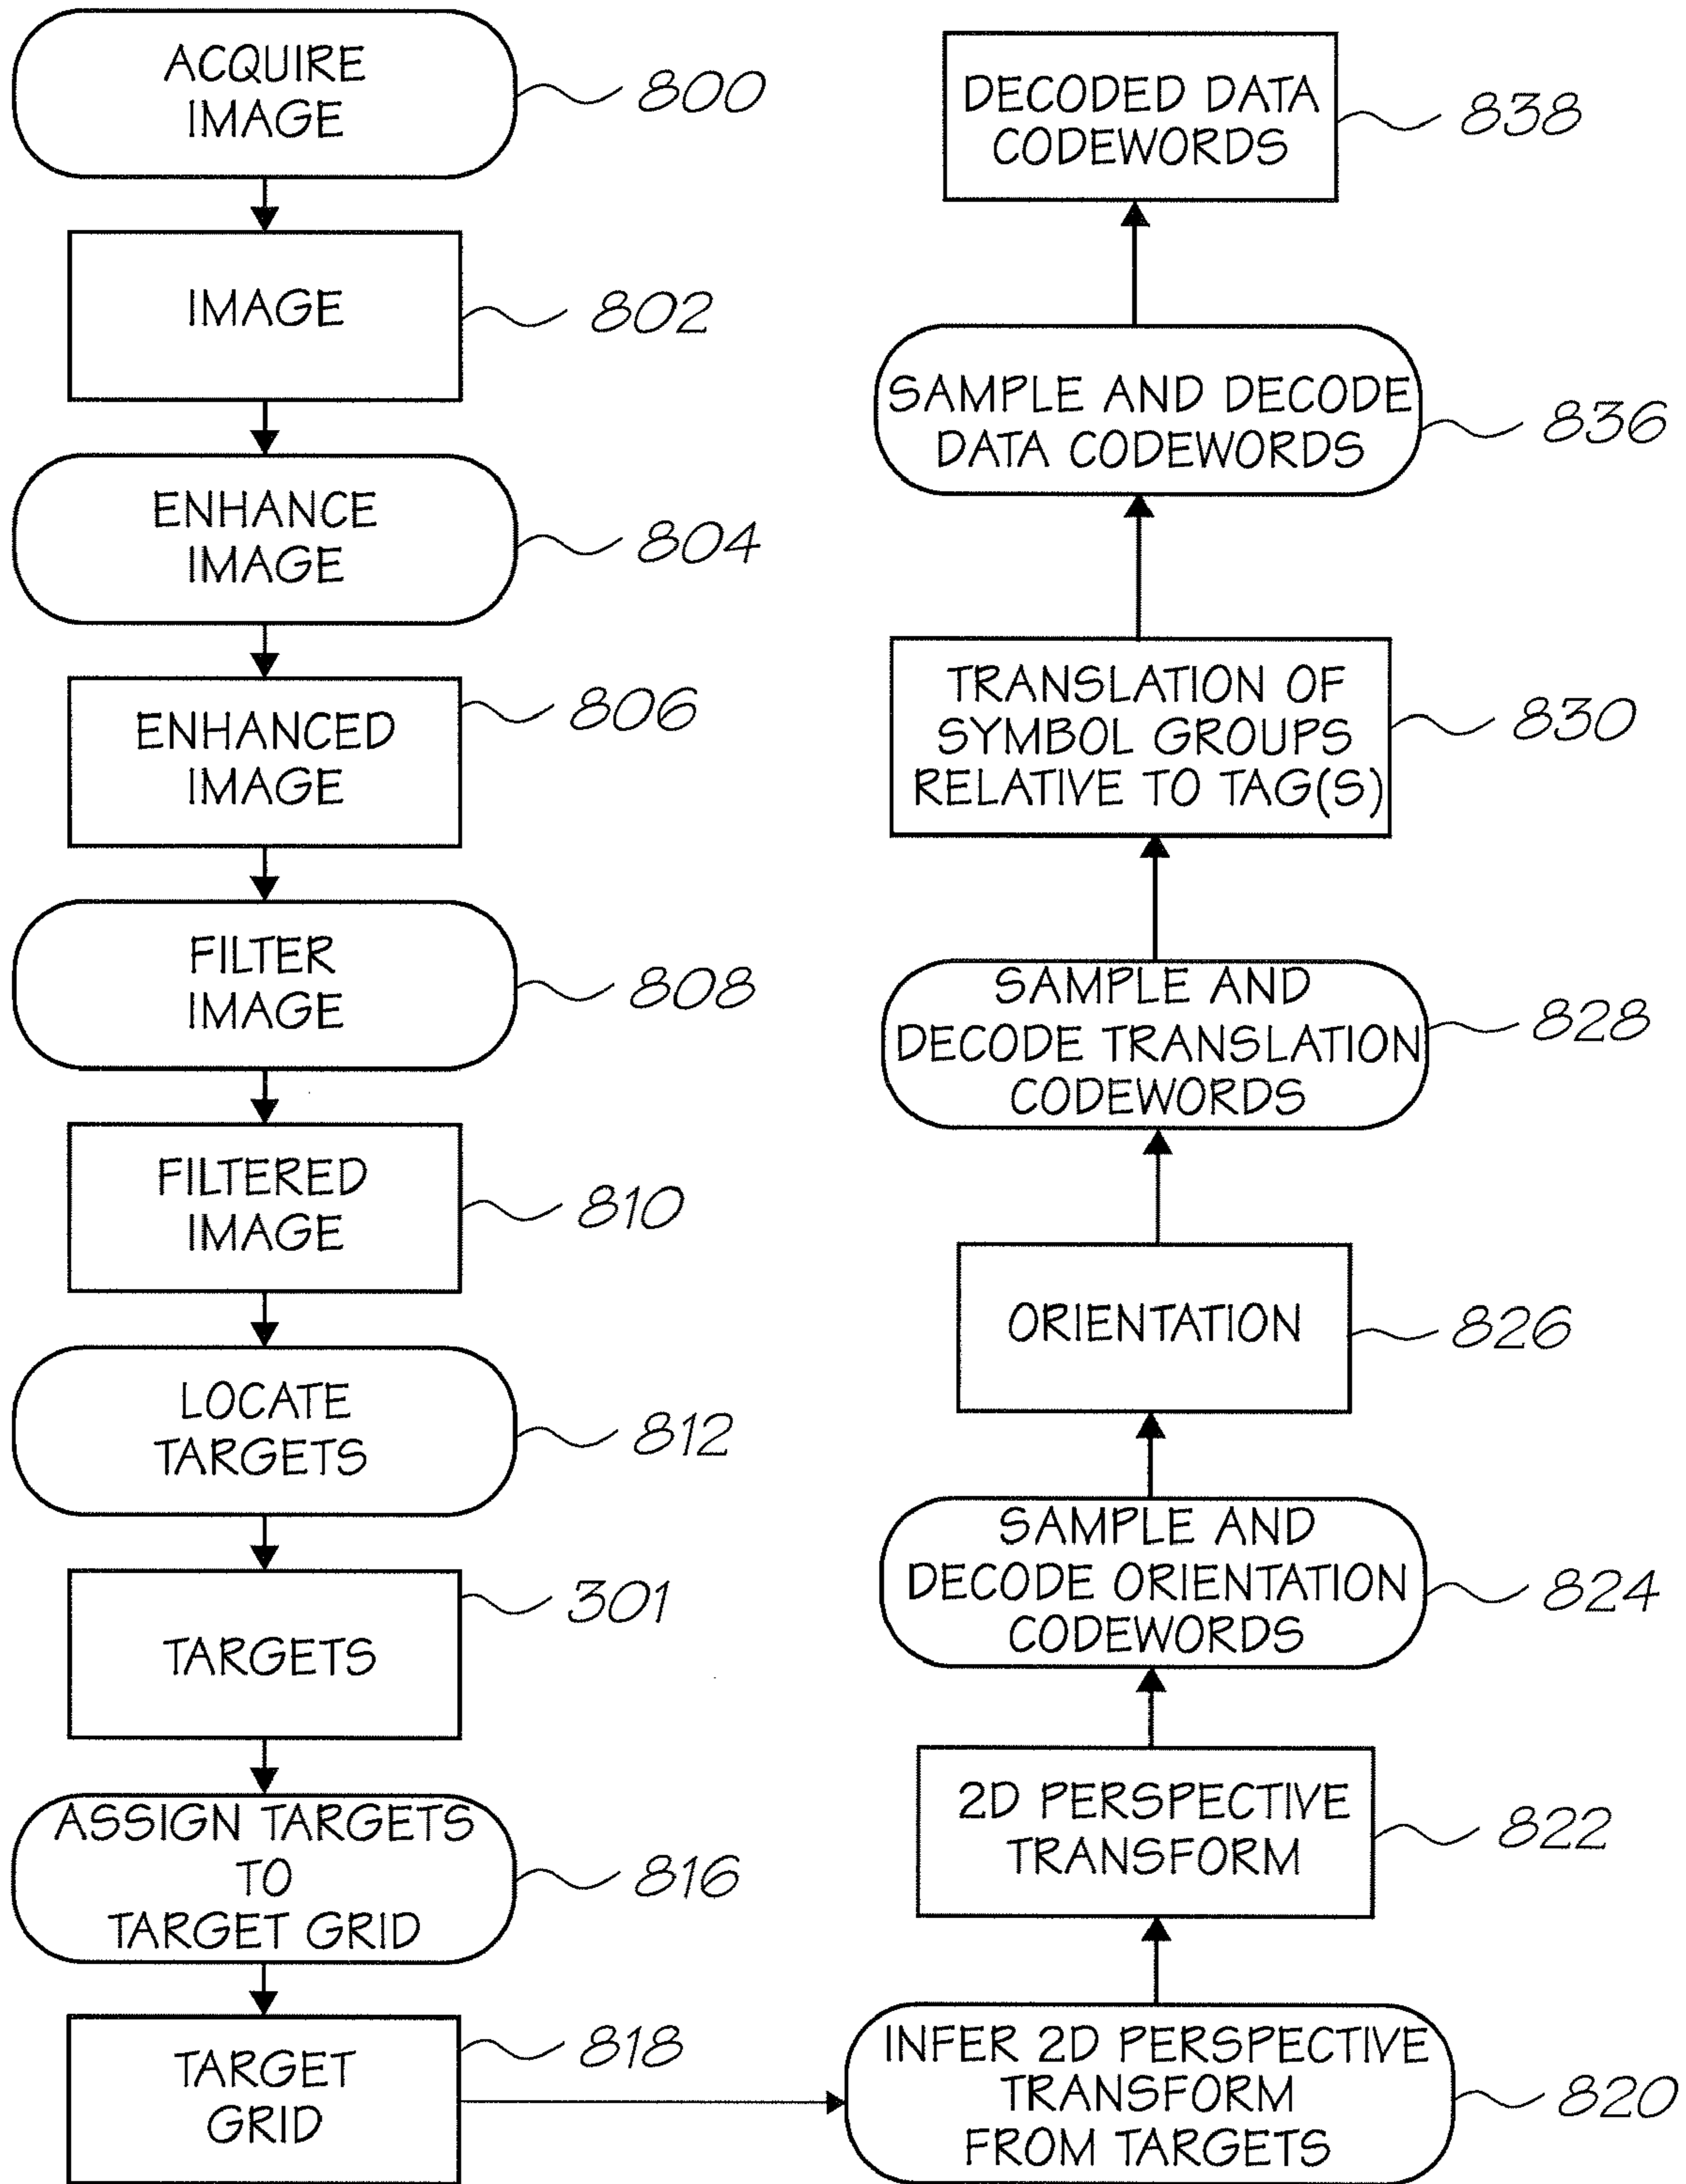 ACQUIRE
IMAGE
800
IMAGE
802
ENHANCE
IMAGE
804
ENHANCED
IMAGE
806
FILTER
IMAGE
808
FILTERED
IMAGE
810
LOCATE
TARGETS
812
TARGETS
301
ASSIGN TARGETS
TO
TARGET GRID
816
TARGET
GRID
818
INFER 2D PERSPECTIVE
TRANSFORM
FROM TARGETS
820
2D PERSPECTIVE
TRANSFORM
822
SAMPLE AND
DECODE ORIENTATION
CODEWORDS
824
ORIENTATION
826
SAMPLE AND
DECODE TRANSLATION
CODEWORDS
828
TRANSLATION OF
SYMBOL GROUPS
RELATIVE TO TAG(S)
830
SAMPLE AND DECODE
DATA CODEWORDS
836
DECODED DATA
CODEWORDS
838